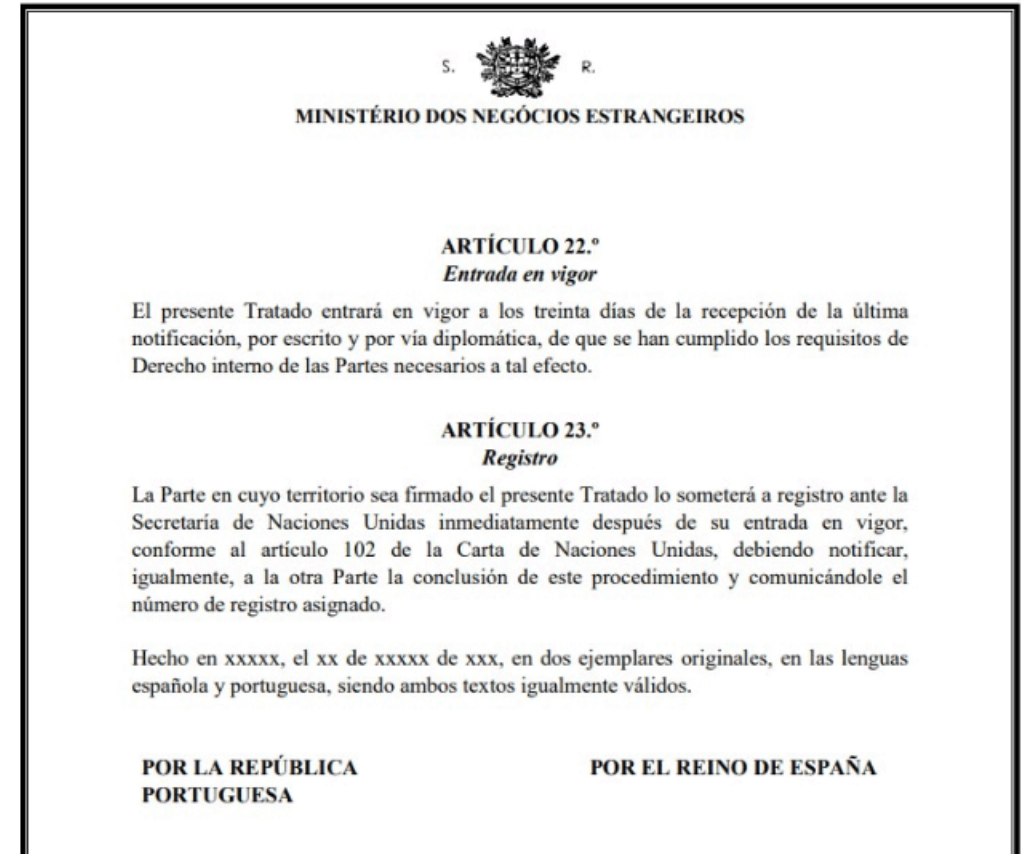 S. R.
MINISTÉRIO DOS NEGÓCIOS ESTRANGEIROS
ARTÍCULO 22.º
Entrada en vigor
El presente Tratado entrará en vigor a los treinta días de la recepción de la última
notificación, por escrito y por vía diplomática, de que se han cumplido los requisitos de
Derecho interno de las Partes necesarios a tal efecto.
ARTÍCULO 23.º
Registro
La Parte en cuyo territorio sea firmado el presente Tratado lo someterá a registro ante la
Secretaría de Naciones Unidas inmediatamente después de su entrada en vigor,
conforme al artículo 102 de la Carta de Naciones Unidas, debiendo notificar,
igualmente, a la otra Parte la conclusión de este procedimiento y comunicándole el
número de registro asignado.
Hecho en xxxxx, el xx de xxxxx de xxx, en dos ejemplares originales, en las lenguas
española y portuguesa, siendo ambos textos igualmente válidos.
POR LA REPÚBLICA POR EL REINO DE ESPAÑA
PORTUGUESA